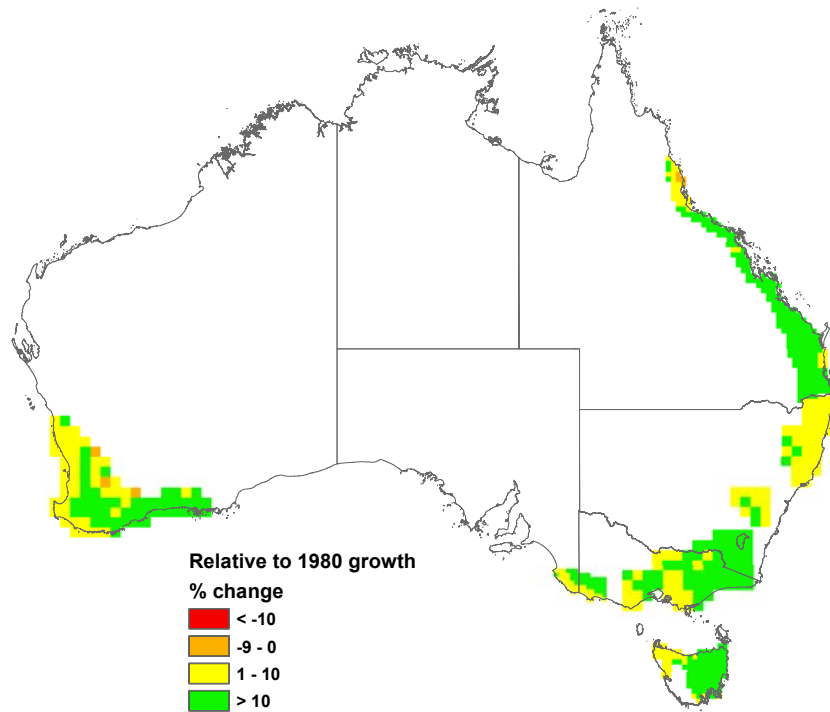 Relative to 1980 growth
% change
< -10
-9 - 0
1 - 10
> 10